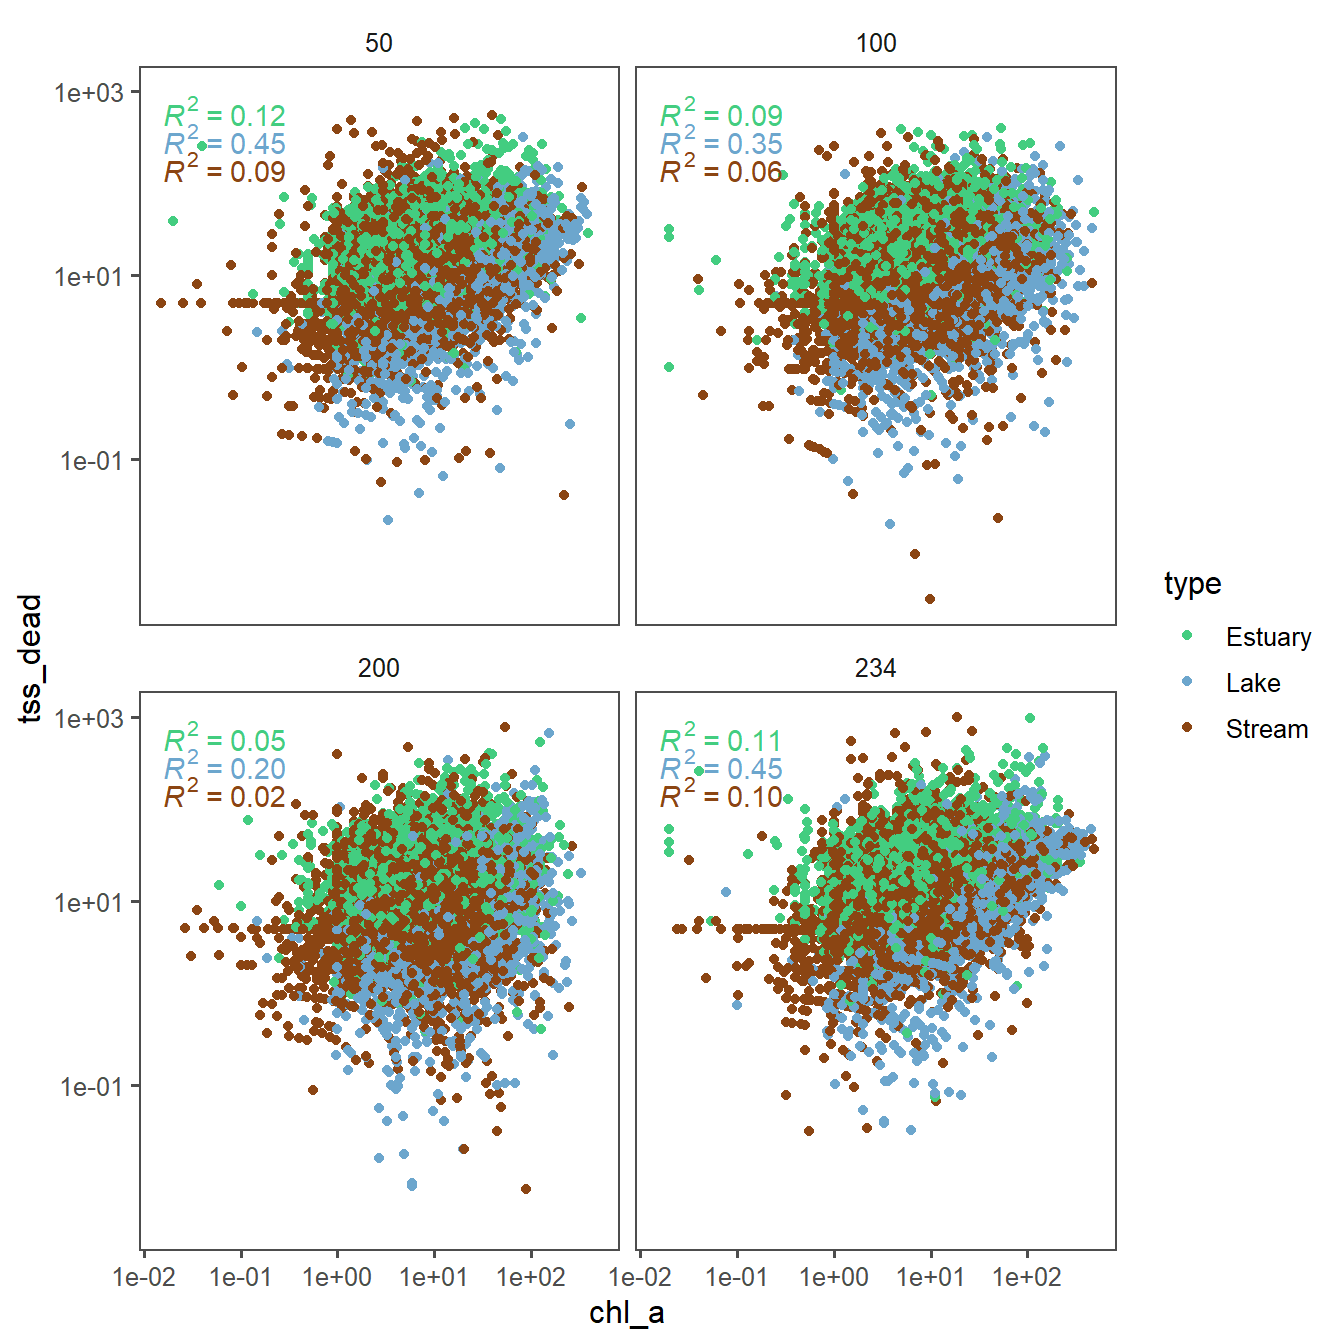 50
100
1e+03
1e+01
1e-01
R² = 0.12
R² = 0.45
R² = 0.09
R² = 0.09
R² = 0.35
R² = 0.06
tss_dead
type
Estuary
Lake
Stream
200
234
1e+03
1e+01
1e-01
R² = 0.05
R² = 0.20
R² = 0.02
R² = 0.11
R² = 0.45
R² = 0.10
1e-02 1e-01 1e+00 1e+01 1e+02
1e-02 1e-01 1e+00 1e+01 1e+02
chl_a